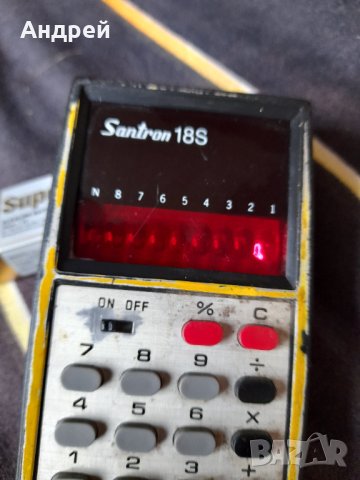 Андрей
Santron 18S
N 8 7 6 5 4 3 2 1
Supe
ON OFF % C
7 8 9 ÷
4 5 6 ×
1 2 3 +
BAZAR